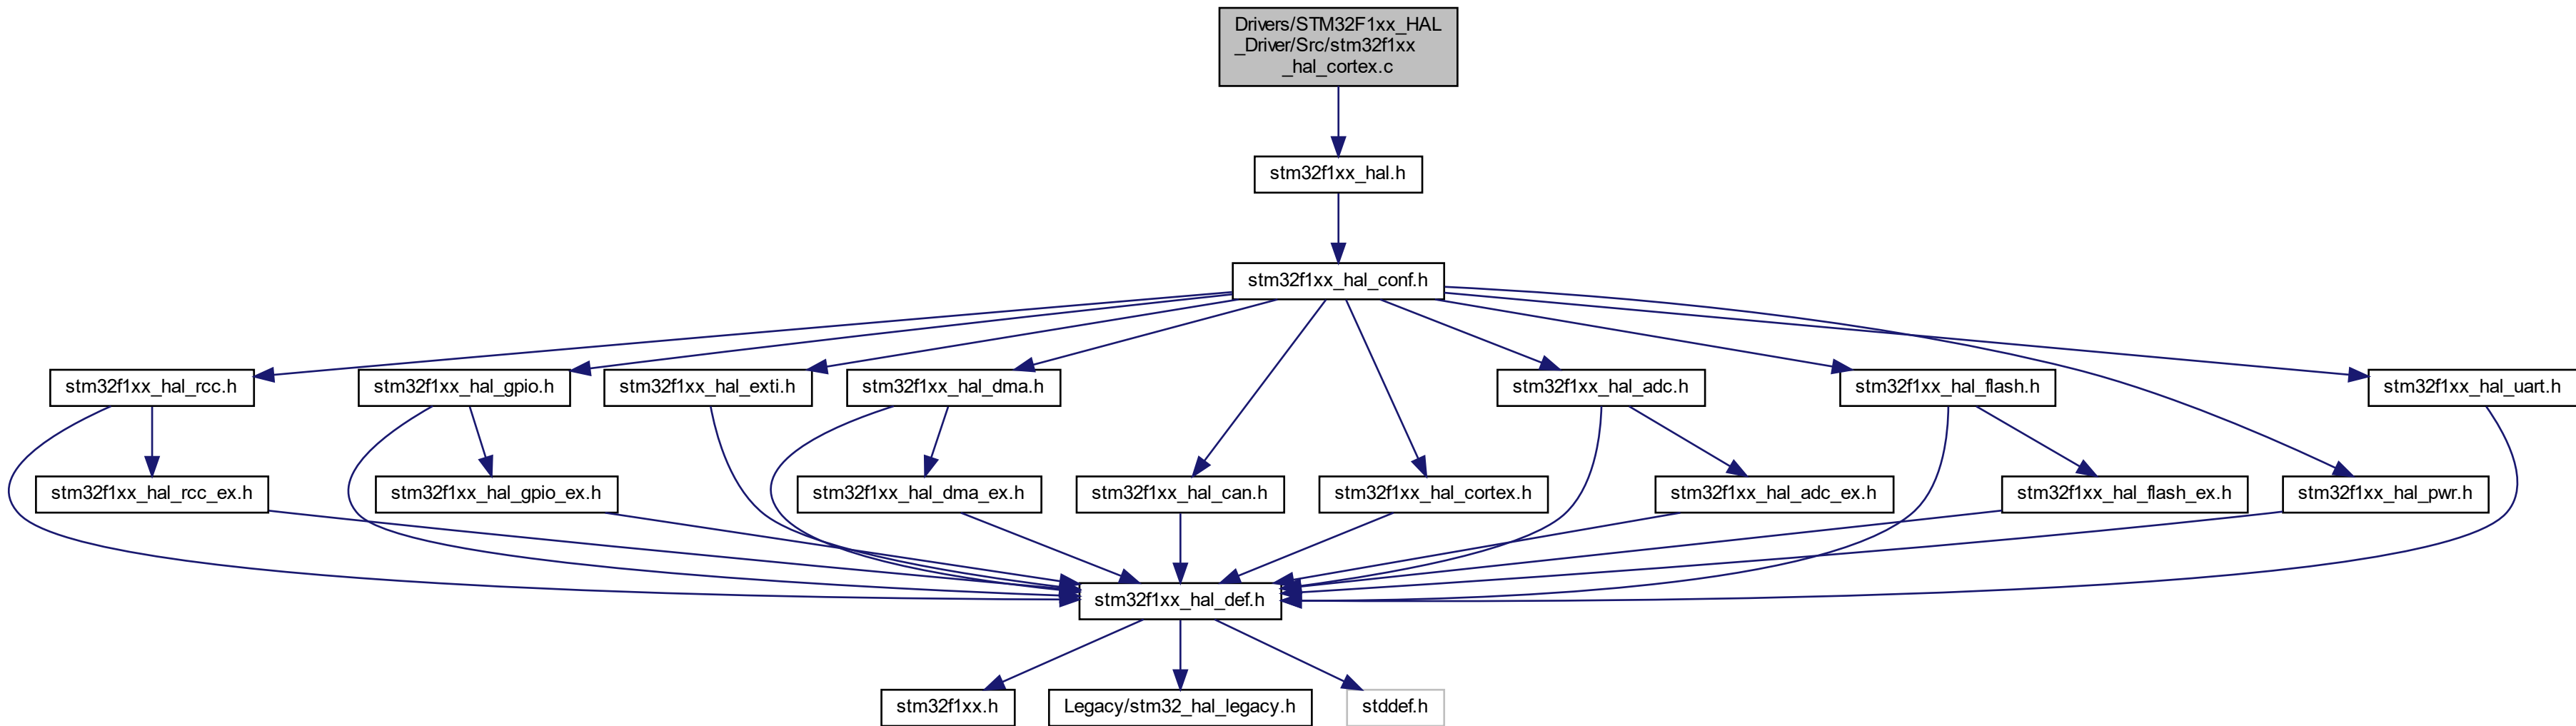 Drivers/STM32F1xx_HAL
_Driver/Src/stm32f1xx
_hal_cortex.c
stm32f1xx_hal.h
stm32f1xx_hal_conf.h
stm32f1xx_hal_rcc.h
stm32f1xx_hal_gpio.h
stm32f1xx_hal_exti.h
stm32f1xx_hal_dma.h
stm32f1xx_hal_adc.h
stm32f1xx_hal_flash.h
stm32f1xx_hal_uart.h
stm32f1xx_hal_rcc_ex.h
stm32f1xx_hal_gpio_ex.h
stm32f1xx_hal_dma_ex.h
stm32f1xx_hal_can.h
stm32f1xx_hal_cortex.h
stm32f1xx_hal_adc_ex.h
stm32f1xx_hal_flash_ex.h
stm32f1xx_hal_pwr.h
stm32f1xx_hal_def.h
stm32f1xx.h
Legacy/stm32_hal_legacy.h
stddef.h